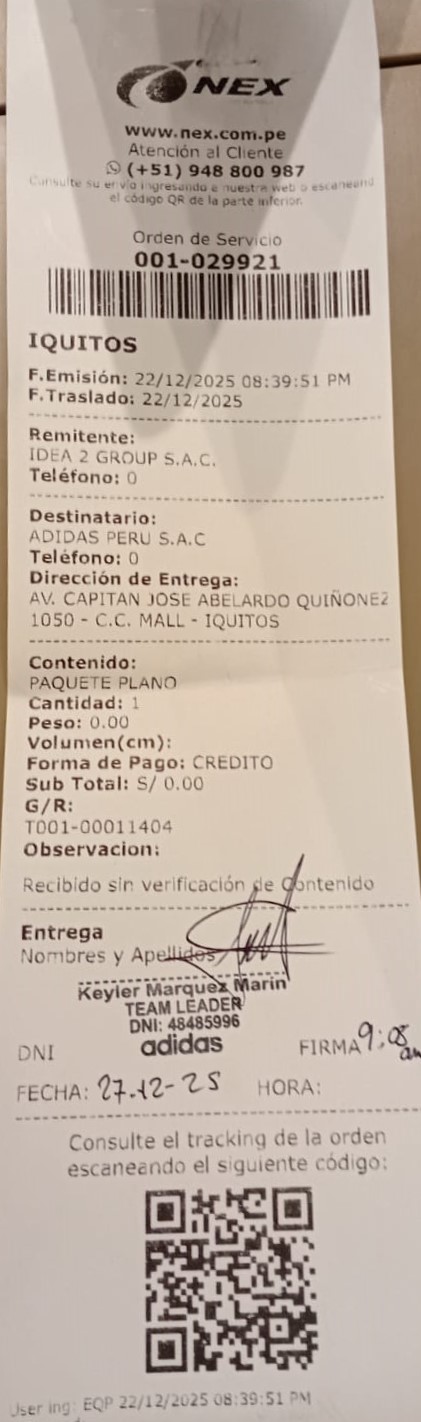 NEX
www.nex.com.pe
Atención al Cliente
(+51) 948 800 987
Consulte su envío ingresando a nuestra web o escaneand
el código QR de la parte inferior.
Orden de Servicio
001-029921
IQUITOS
F.Emisión: 22/12/2025 08:39:51 PM
F.Traslado: 22/12/2025
Remitente:
IDEA 2 GROUP S.A.C.
Teléfono: 0
Destinatario:
ADIDAS PERU S.A.C
Teléfono: 0
Dirección de Entrega:
AV. CAPITAN JOSE ABELARDO QUIÑONEZ
1050 - C.C. MALL - IQUITOS
Contenido:
PAQUETE PLANO
Cantidad: 1
Peso: 0.00
Volumen(cm):
Forma de Pago: CREDITO
Sub Total: S/ 0.00
G/R:
T001-00011404
Observacion:
Recibido sin verificación de Contenido
Entrega
Nombres y Apellidos
Keyler Marquez Marin
TEAM LEADER
DNI: 48485996
adidas
DNI FIRMA 9:08 am
FECHA: 27-12-25 HORA:
Consulte el tracking de la orden
escaneando el siguiente código:
User ing: EQP 22/12/2025 08:39:51 PM